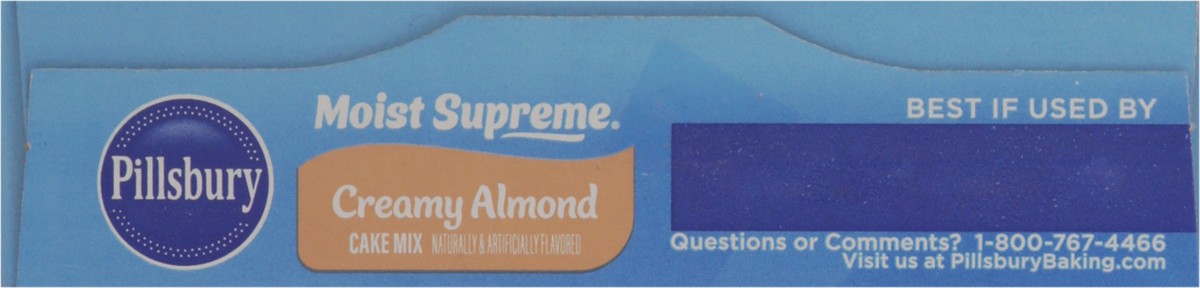 Pillsbury
Moist Supreme.
Creamy Almond
CAKE MIX NATURALLY & ARTIFICIALLY FLAVORED
BEST IF USED BY
Questions or Comments? 1-800-767-4466
Visit us at PillsburyBaking.com